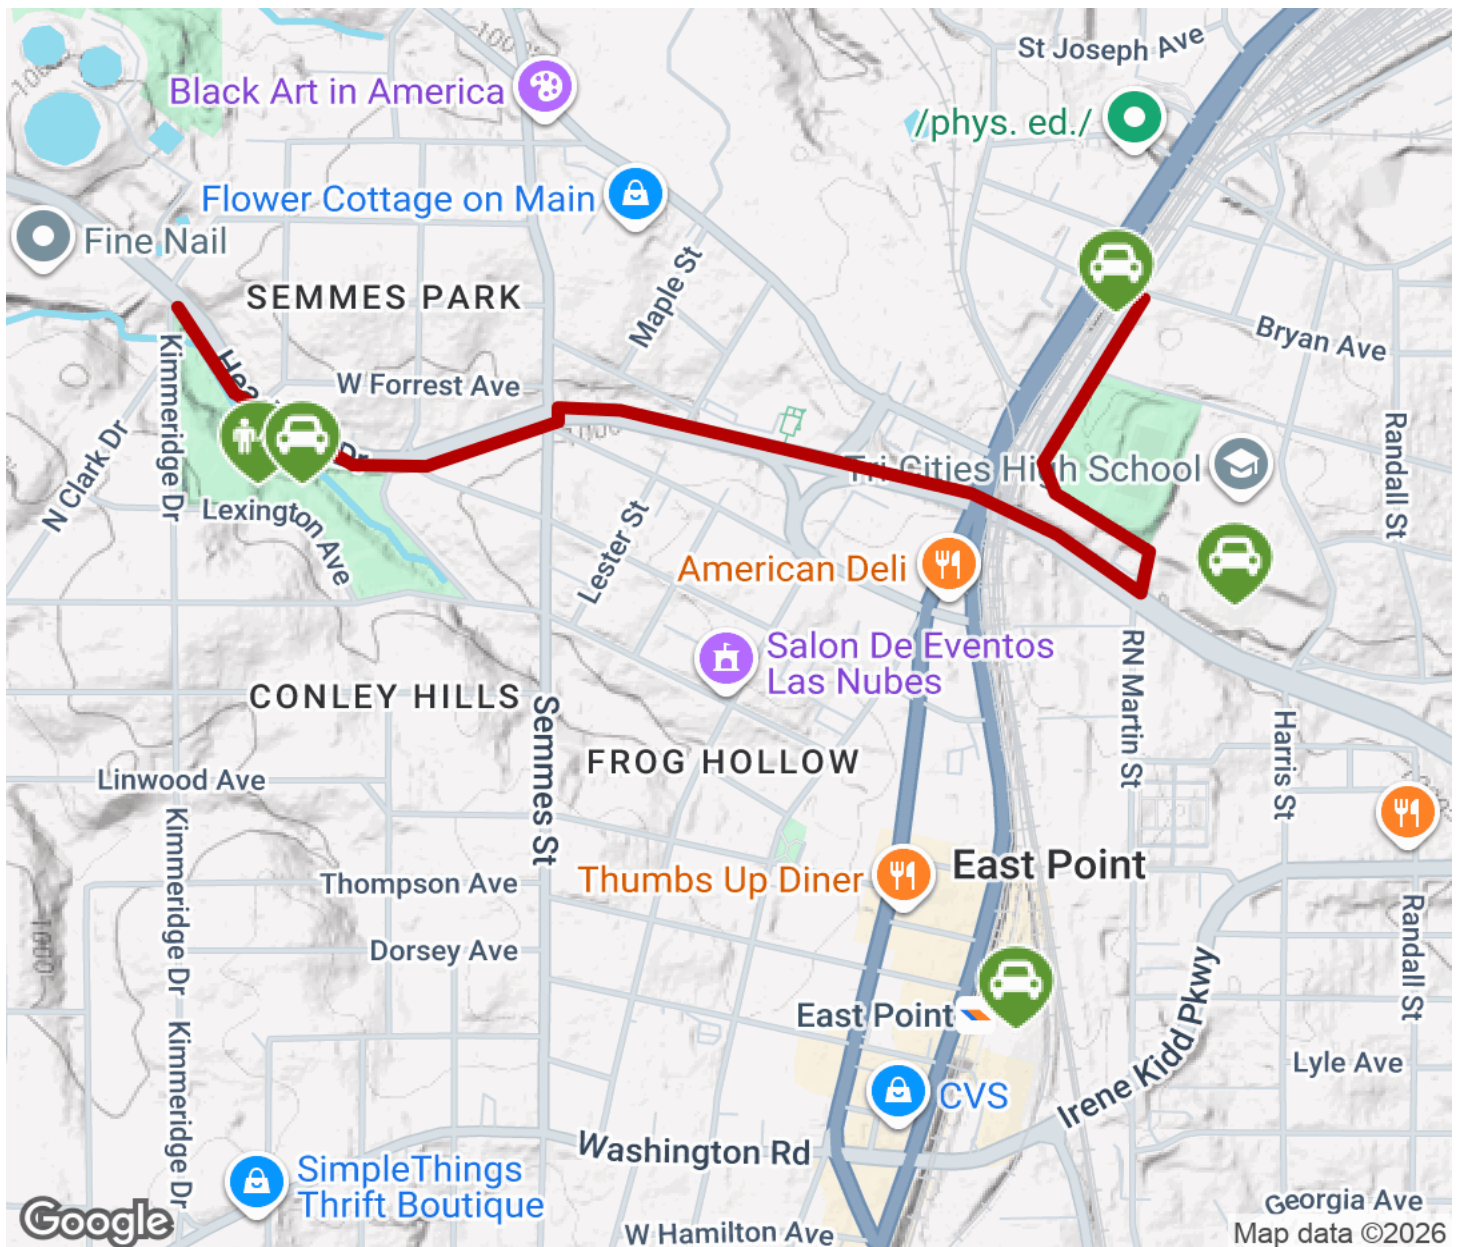 St Joseph Ave
Black Art in America
/phys. ed./
Flower Cottage on Main
Fine Nail
SEMMES PARK
Maple St
Bryan Ave
Kimmeridge Dr
W Forrest Ave
N Clark Dr
Dr
Randall St
Tri-Cities High School
Lexington Ave
Lester St
American Deli
RN Martin St
Salon De Eventos
Las Nubes
CONLEY HILLS
Semmes St
Harris St
FROG HOLLOW
Linwood Ave
Kimmeridge Dr
East Point
Thumbs Up Diner
Thompson Ave
Randall St
1000
Dorsey Ave
East Point
Irene Kidd Pkwy
Kimmeridge Dr
Lyle Ave
CVS
Washington Rd
SimpleThings
Thrift Boutique
Georgia Ave
Google
W Hamilton Ave
Map data ©2026